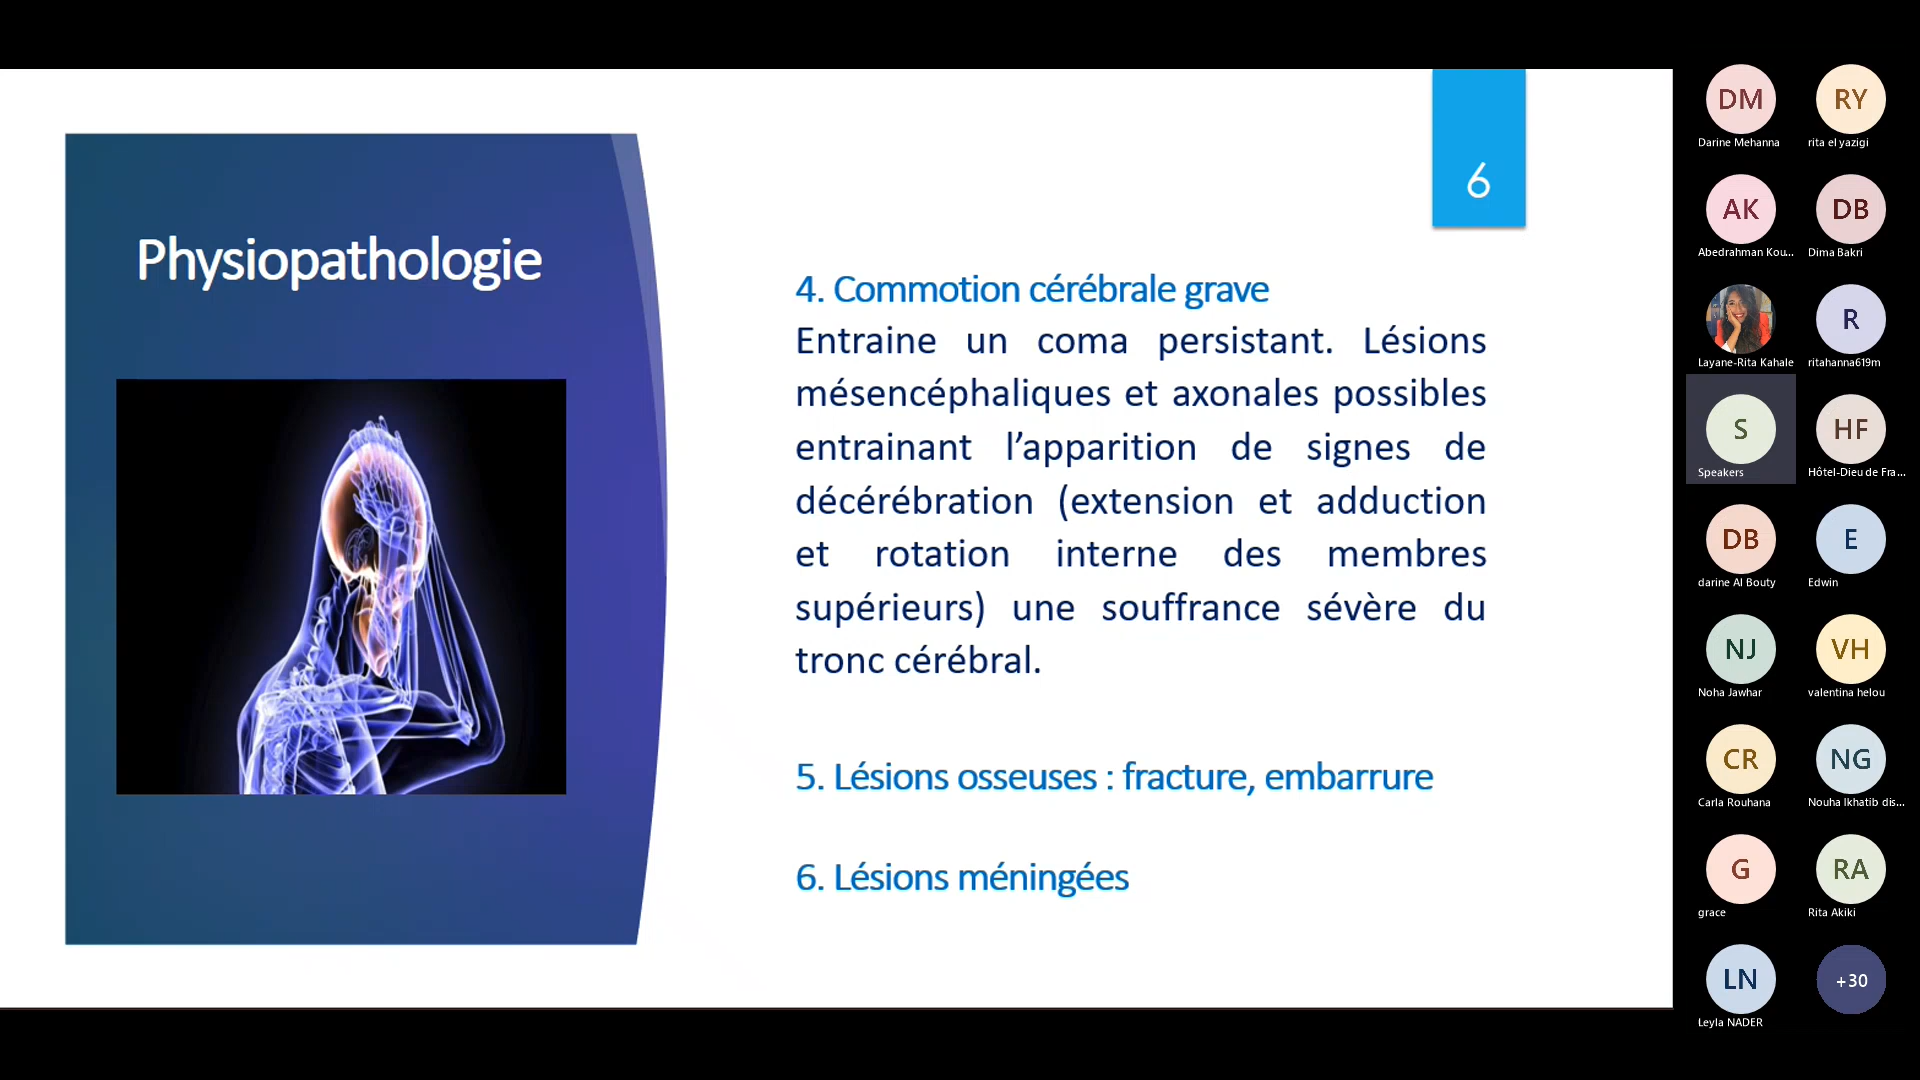 6
Physiopathologie
4. Commotion cérébrale grave
Entraine un coma persistant. Lésions
mésencéphaliques et axonales possibles
entrainant l’apparition de signes de
décérébration (extension et adduction
et rotation interne des membres
supérieurs) une souffrance sévère du
tronc cérébral.
5. Lésions osseuses : fracture, embarrure
6. Lésions méningées
DM
Darine Mehanna
RY
rita el yazigi
AK
Abedrahman Kou...
DB
Dima Bakri
Layane-Rita Kahale
R
ritahanna619m
S
Speakers
HF
Hôtel-Dieu de Fra...
DB
darine Al Bouty
E
Edwin
NJ
Noha Jawhar
VH
valentina helou
CR
Carla Rouhana
NG
Nouha lkhatib dis...
G
grace
RA
Rita Akiki
LN
Leyla NADER
+30